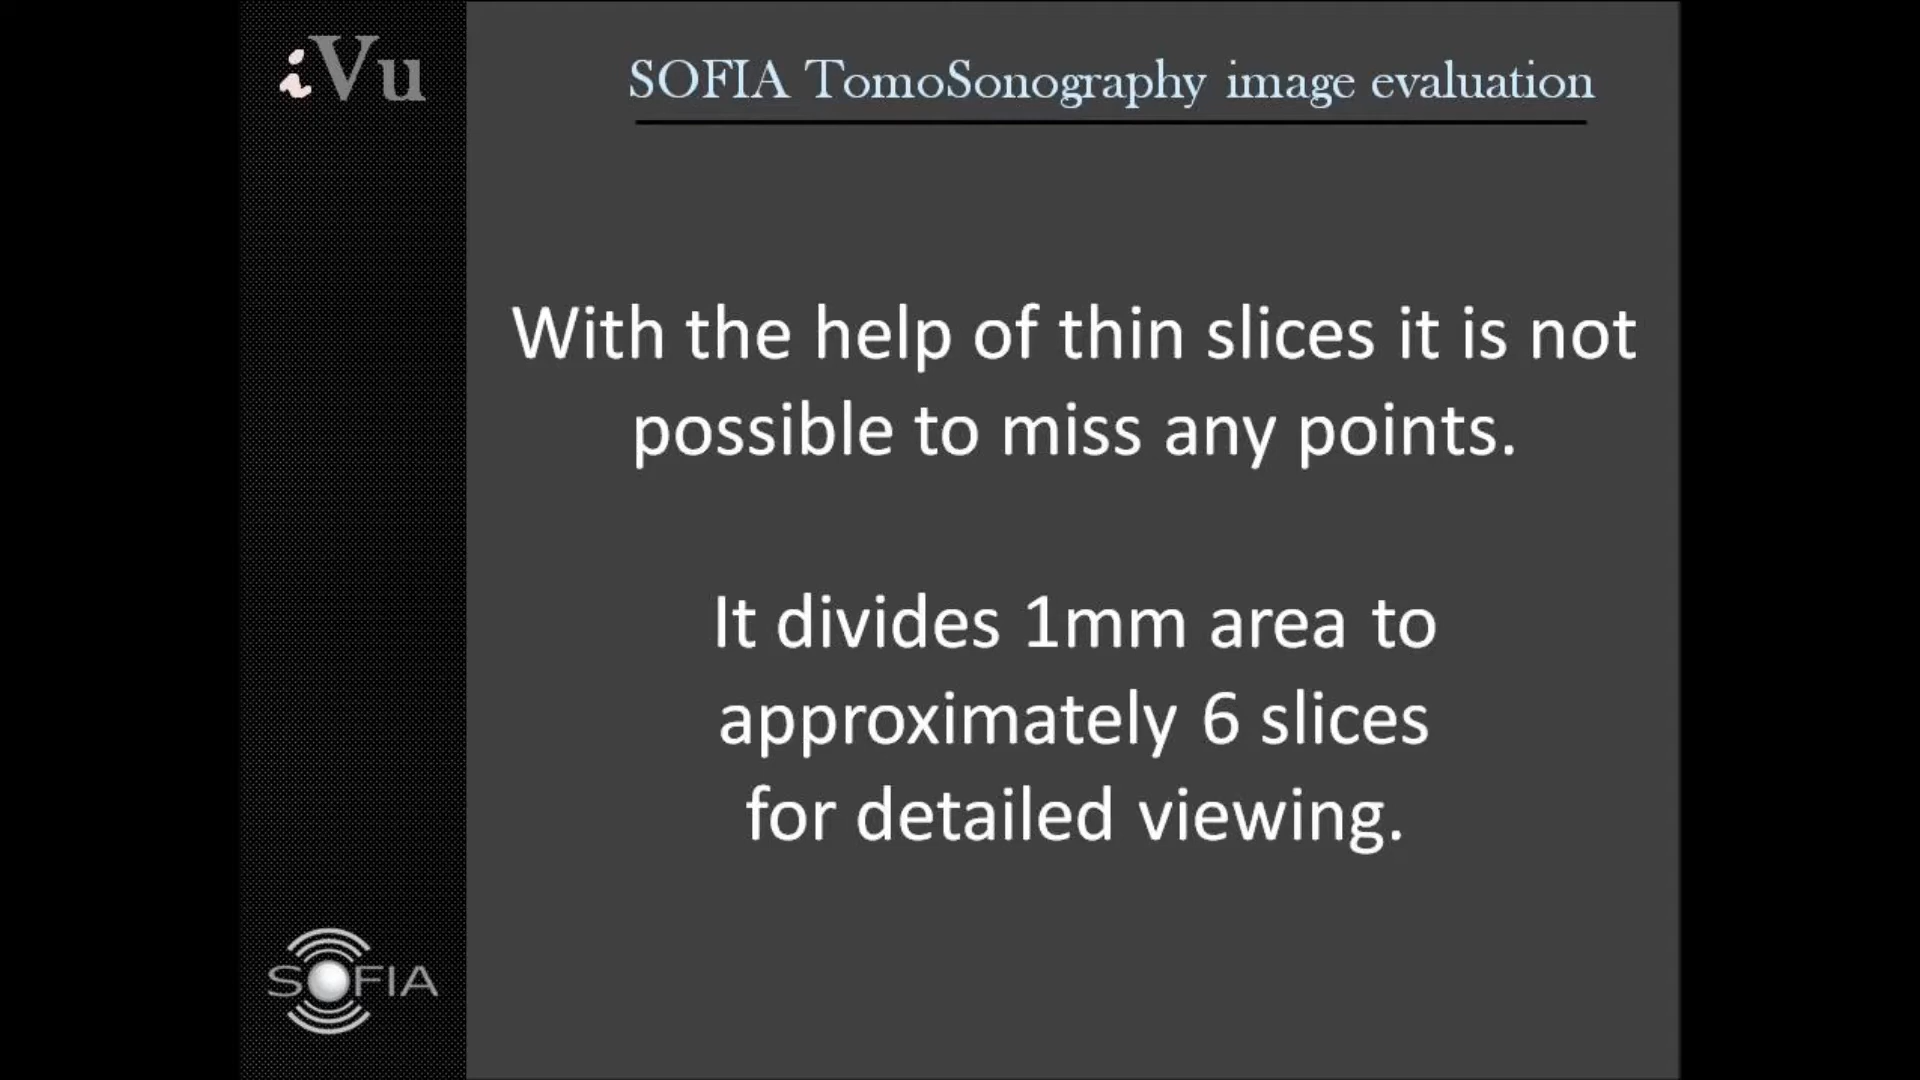 iVu
SOFIA TomoSonography image evaluation
With the help of thin slices it is not
possible to miss any points.
It divides 1mm area to
approximately 6 slices
for detailed viewing.
SOFIA